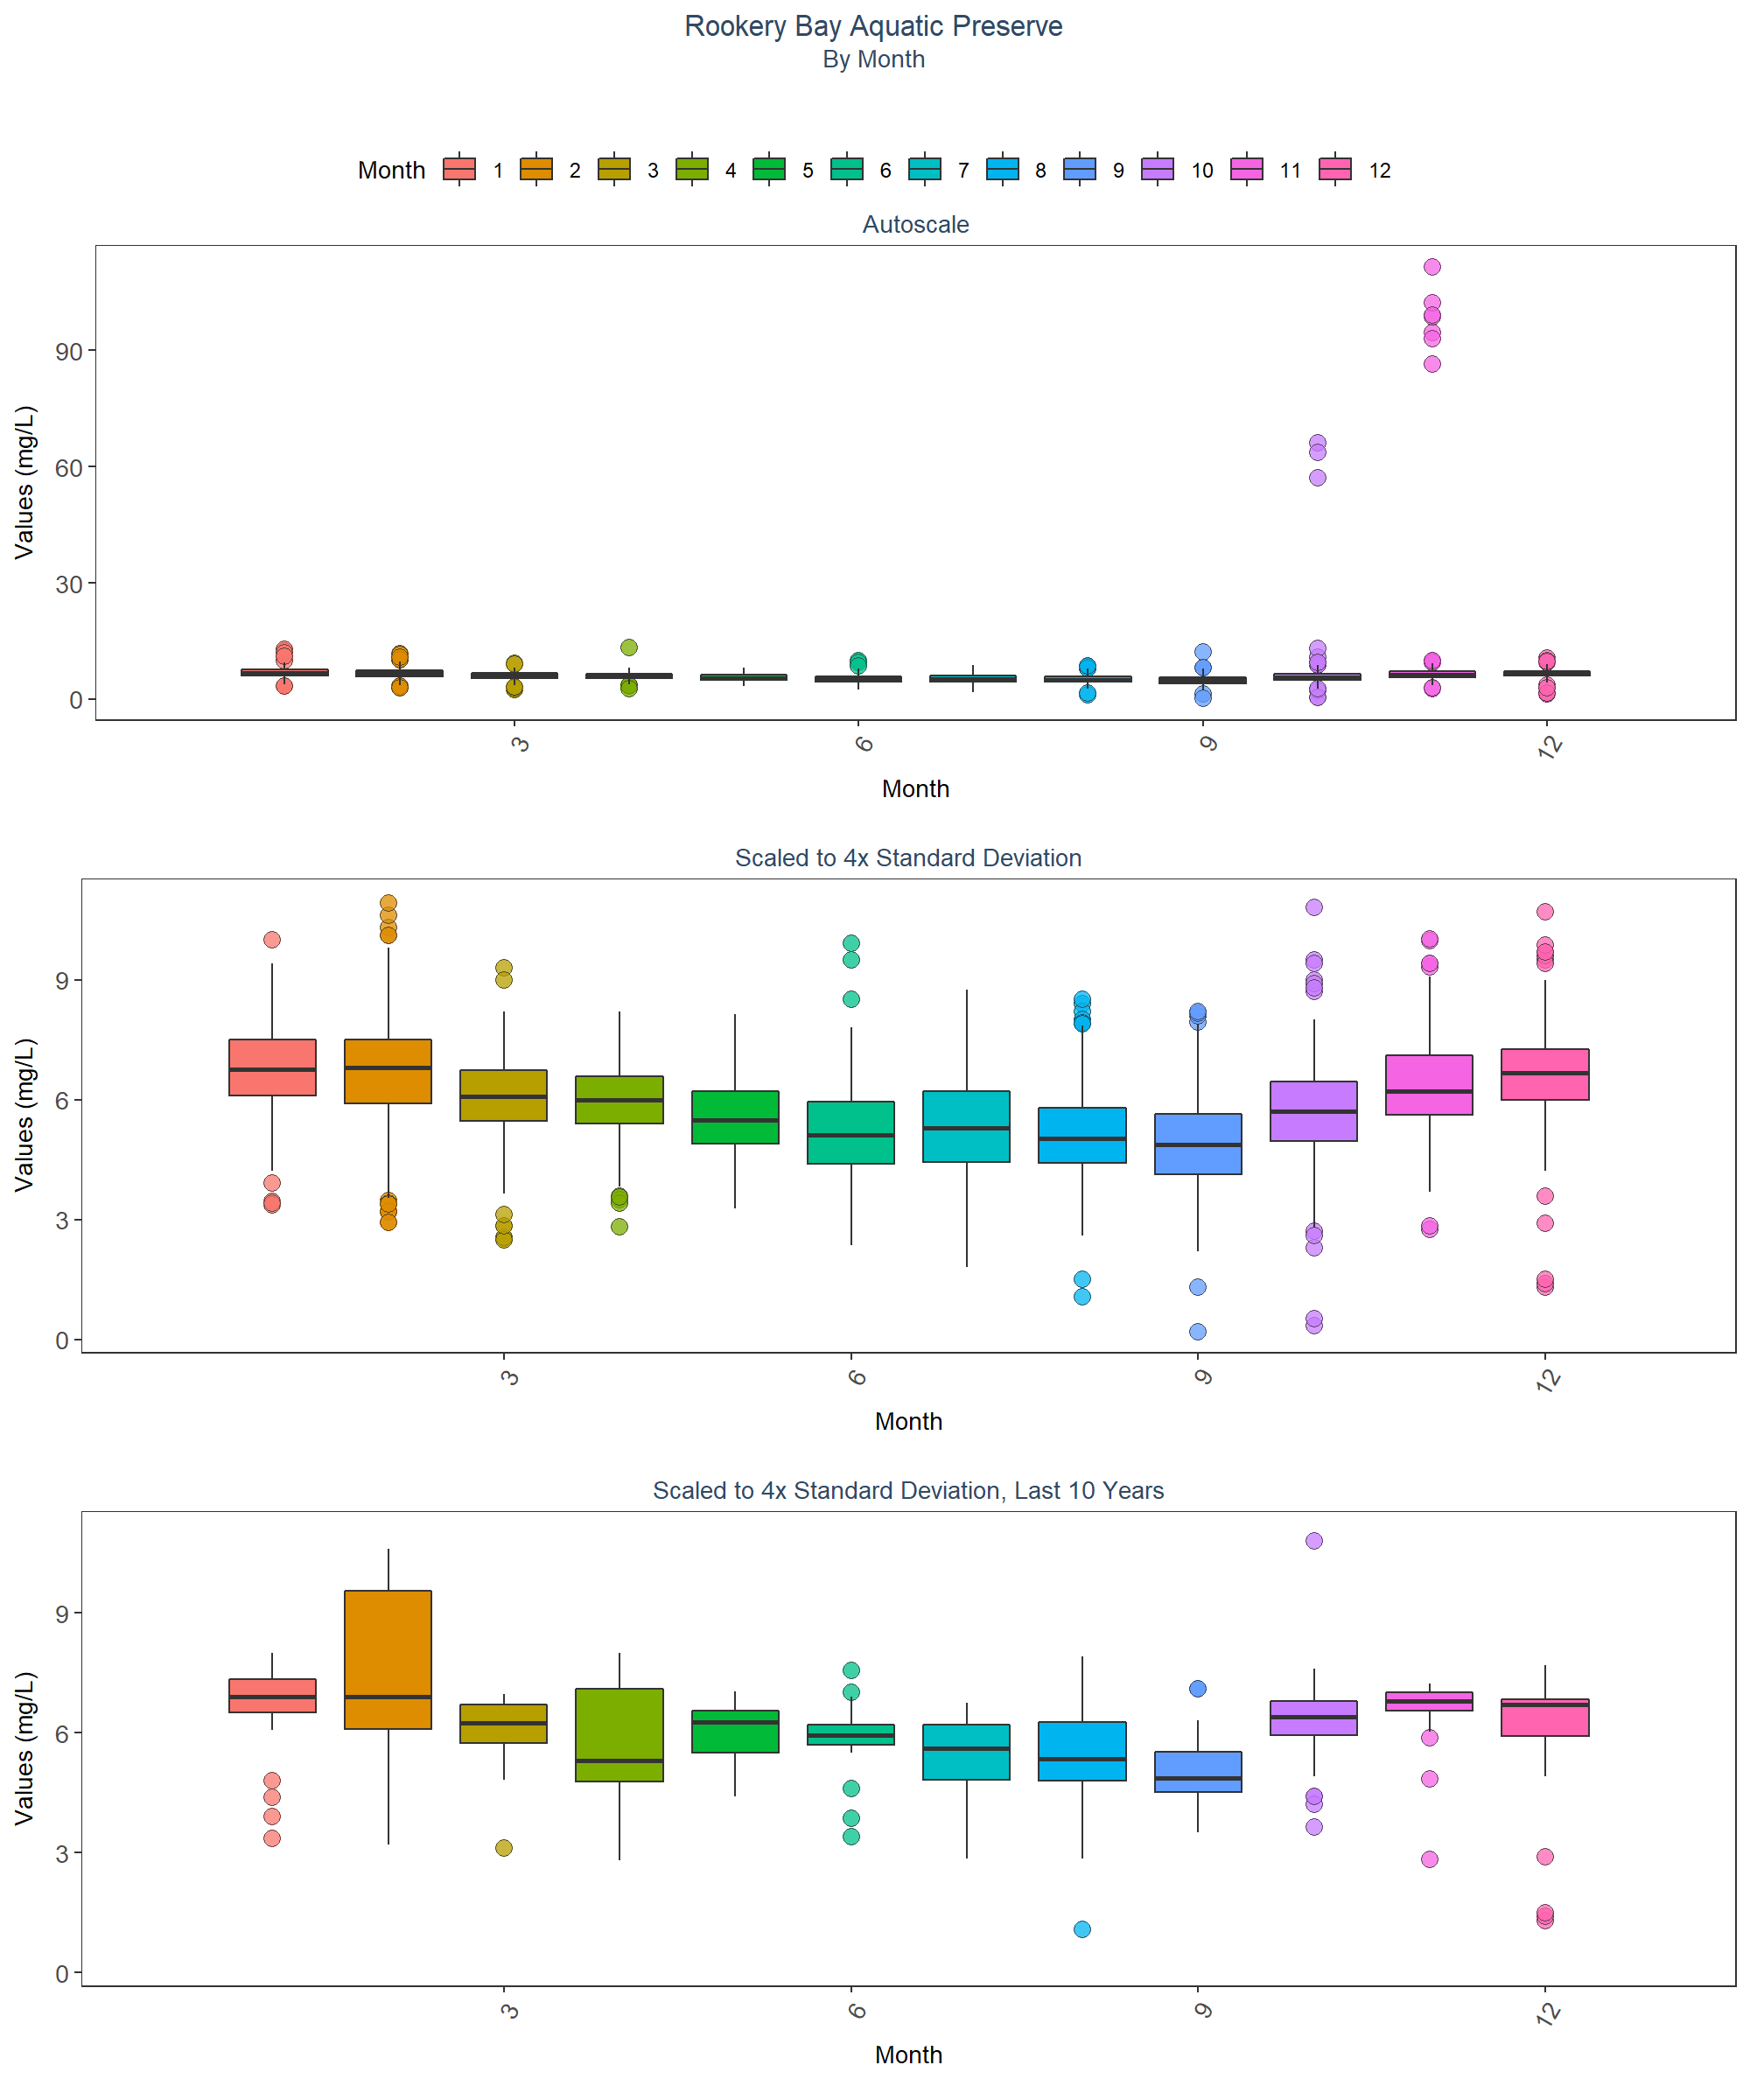 Rookery Bay Aquatic Preserve
By Month
Month 1 2 3 4 5 6 7 8 9 10 11 12
Autoscale
Values (mg/L)
90
60
30
0
3 6 9 12
Month
Scaled to 4x Standard Deviation
Values (mg/L)
9
6
3
0
3 6 9 12
Month
Scaled to 4x Standard Deviation, Last 10 Years
Values (mg/L)
9
6
3
0
3 6 9 12
Month